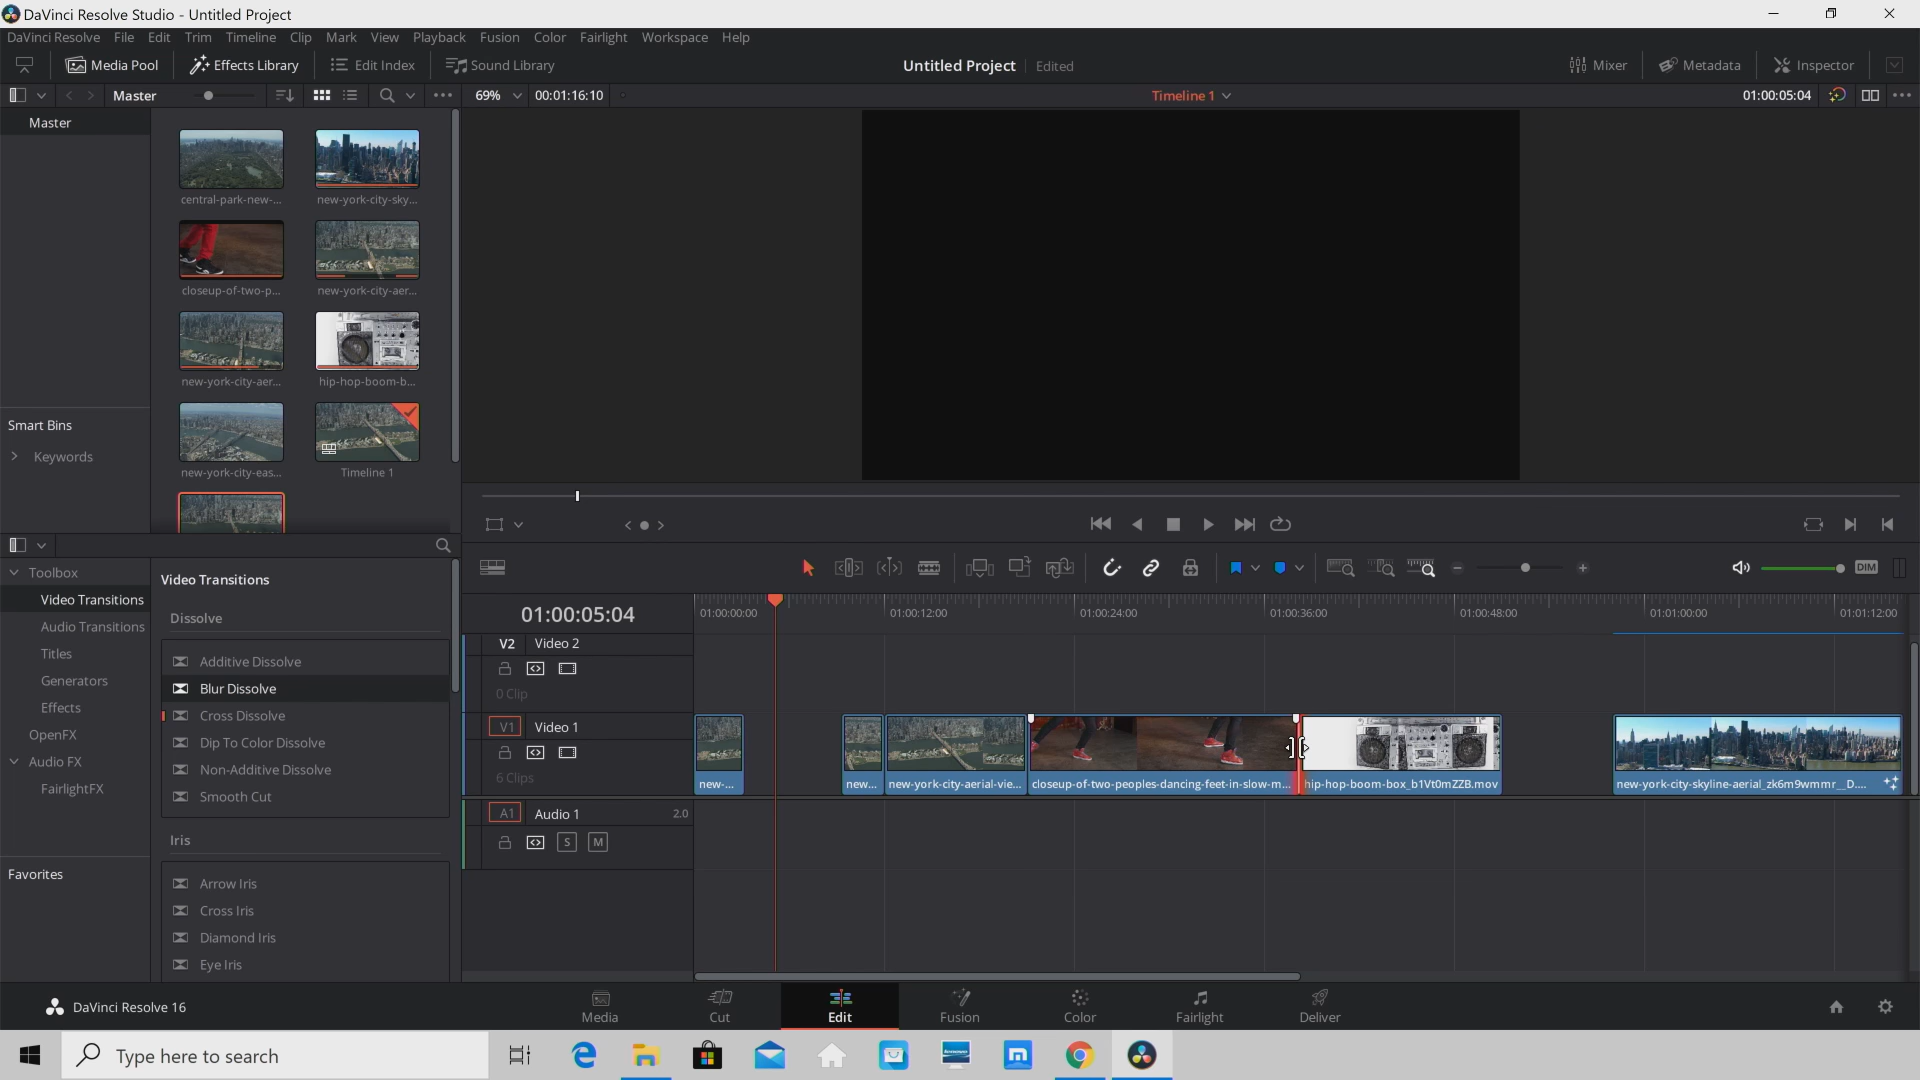 DaVinci Resolve Studio - Untitled Project
DaVinci Resolve File Edit Trim Timeline Clip Mark View Playback Fusion Color Fairlight Workspace Help
Media Pool Effects Library Edit Index Sound Library Untitled Project Edited Mixer Metadata Inspector
Master 69% 00:01:16:10 Timeline 1 01:00:05:04
Master
central-park-new-... new-york-city-sky...
closeup-of-two-p... new-york-city-aer...
new-york-city-aer... hip-hop-boom-b...
new-york-city-eas... Timeline 1
Smart Bins
Keywords
Toolbox
Video Transitions
Audio Transitions
Titles
Generators
Effects
OpenFX
Audio FX
FairlightFX
Favorites
Video Transitions
Dissolve
Additive Dissolve
Blur Dissolve
Cross Dissolve
Dip To Color Dissolve
Non-Additive Dissolve
Smooth Cut
Iris
Arrow Iris
Cross Iris
Diamond Iris
Eye Iris
DIM
01:00:05:04
01:00:00:00 01:00:12:00 01:00:24:00 01:00:36:00 01:00:48:00 01:01:00:00 01:01:12:00
V2 Video 2
0 Clip
V1 Video 1
6 Clips
new-... new... new-york-city-aerial-vie... closeup-of-two-peoples-dancing-feet-in-slow-m... hip-hop-boom-box_b1Vt0mZZB.mov new-york-city-skyline-aerial_zk6m9wmmr__D....
A1 Audio 1 2.0
S M
DaVinci Resolve 16
Media Cut Edit Fusion Color Fairlight Deliver
Type here to search